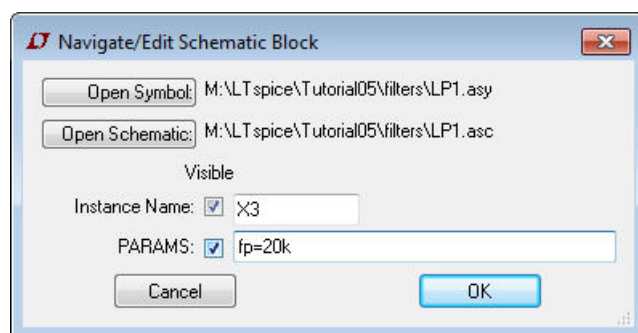 Navigate/Edit Schematic Block
Open Symbol: M:\LTspice\Tutorial05\filters\LP1.asy
Open Schematic: M:\LTspice\Tutorial05\filters\LP1.asc
Visible
Instance Name: X3
PARAMS: fp=20k
Cancel OK